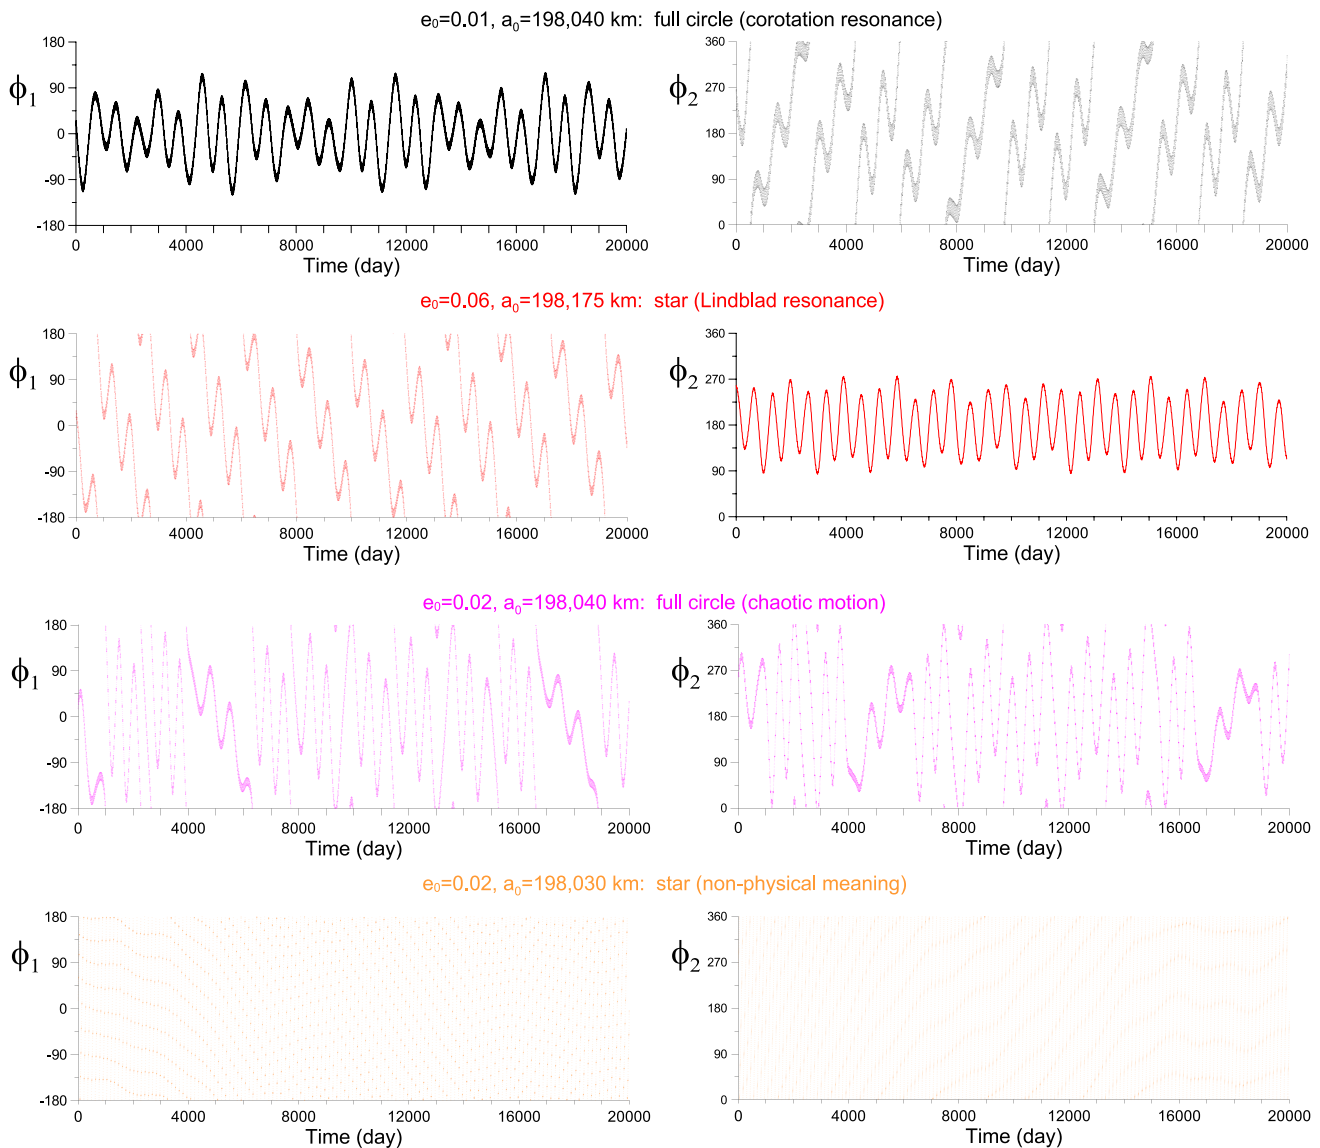 e₀=0.01, a₀=198,040 km: full circle (corotation resonance)
ϕ₁
180
90
0
-90
-180
0 4000 8000 12000 16000 20000
Time (day)
ϕ₂
360
270
180
90
0
0 4000 8000 12000 16000 20000
Time (day)
e₀=0.06, a₀=198,175 km: star (Lindblad resonance)
ϕ₁
180
90
0
-90
-180
0 4000 8000 12000 16000 20000
Time (day)
ϕ₂
360
270
180
90
0
0 4000 8000 12000 16000 20000
Time (day)
e₀=0.02, a₀=198,040 km: full circle (chaotic motion)
ϕ₁
180
90
0
-90
-180
0 4000 8000 12000 16000 20000
Time (day)
ϕ₂
360
270
180
90
0
0 4000 8000 12000 16000 20000
Time (day)
e₀=0.02, a₀=198,030 km: star (non-physical meaning)
ϕ₁
180
90
0
-90
-180
0 4000 8000 12000 16000 20000
Time (day)
ϕ₂
360
270
180
90
0
0 4000 8000 12000 16000 20000
Time (day)